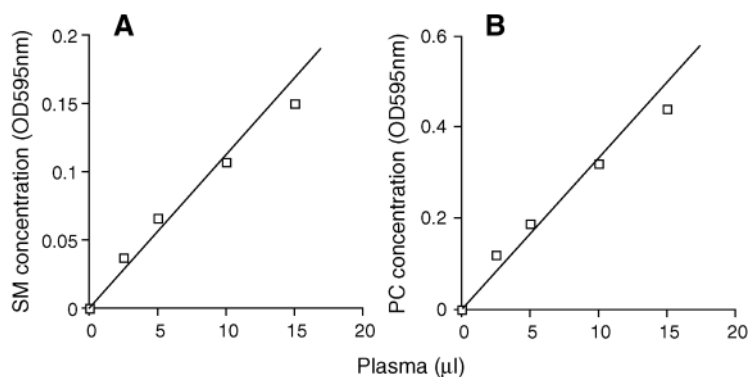 A
SM concentration (OD595nm)
0.2
0.15
0.1
0.05
0
0 5 10 15 20
B
PC concentration (OD595nm)
0.6
0.4
0.2
0
0 5 10 15 20
Plasma (µl)